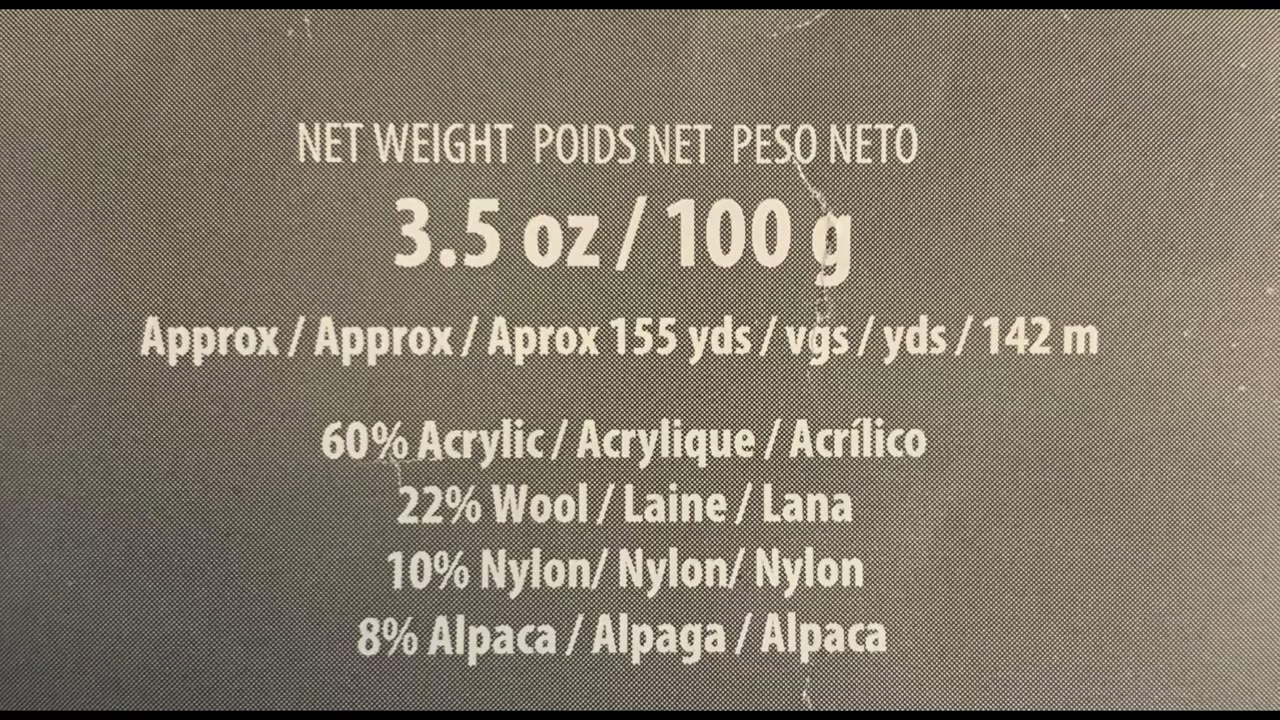 NET WEIGHT POIDS NET PESO NETO
3.5 oz / 100 g
Approx / Approx / Aprox 155 yds / vgs / yds / 142 m
60% Acrylic / Acrylique / Acrílico
22% Wool / Laine / Lana
10% Nylon/ Nylon/ Nylon
8% Alpaca / Alpaga / Alpaca